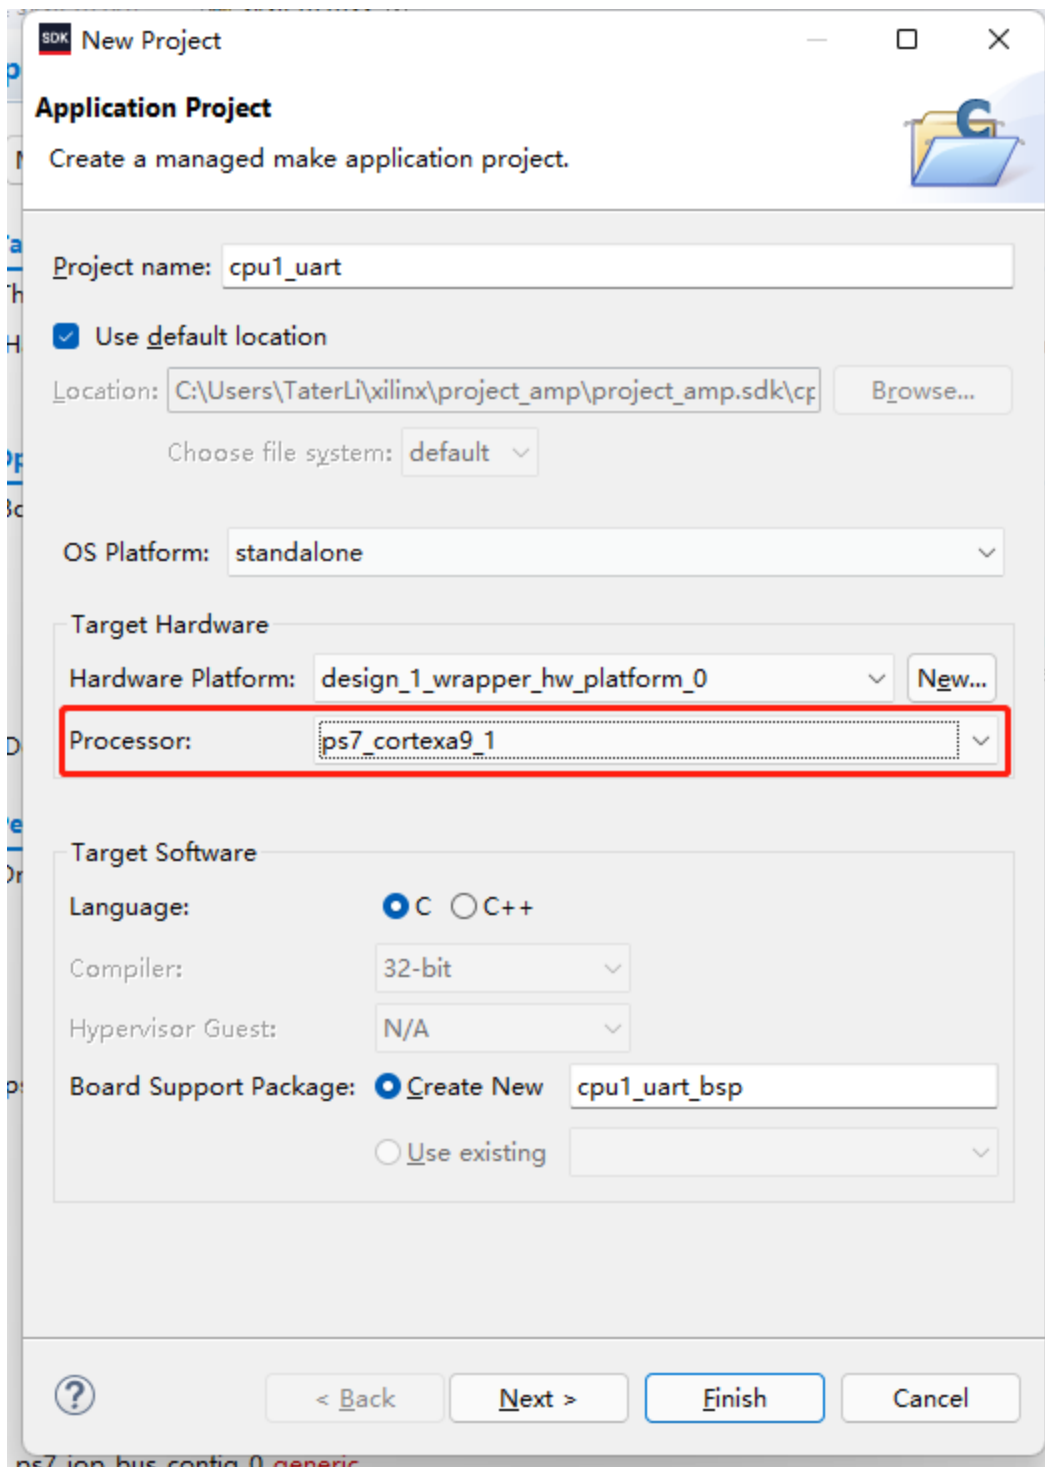 SDK New Project
Application Project
Create a managed make application project.
Project name: cpu1_uart
Use default location
Location: C:\Users\TaterLi\xilinx\project_amp\project_amp.sdk\cp Browse...
Choose file system: default
OS Platform: standalone
Target Hardware
Hardware Platform: design_1_wrapper_hw_platform_0 New...
Processor: ps7_cortexa9_1
Target Software
Language: C C++
Compiler: 32-bit
Hypervisor Guest: N/A
Board Support Package: Create New cpu1_uart_bsp
Use existing
? < Back Next > Finish Cancel
generic